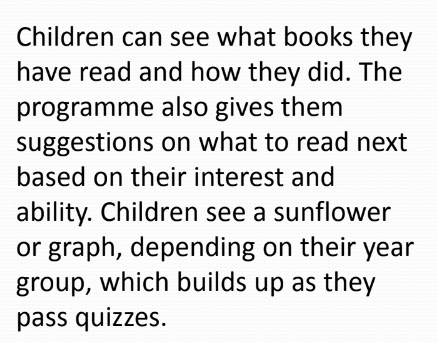 Children can see what books they
have read and how they did. The
programme also gives them
suggestions on what to read next
based on their interest and
ability. Children see a sunflower
or graph, depending on their year
group, which builds up as they
pass quizzes.